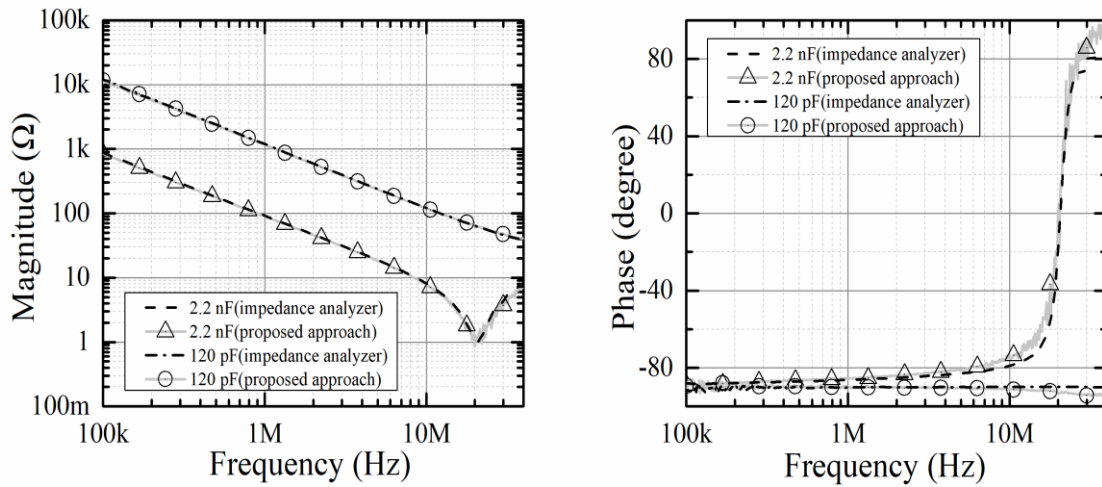 Magnitude (Ω)
100k
10k
1k
100
10
1
100m
2.2 nF(impedance analyzer)
2.2 nF(proposed approach)
120 pF(impedance analyzer)
120 pF(proposed approach)
100k
1M
10M
Frequency (Hz)
Phase (degree)
80
40
0
-40
-80
2.2 nF(impedance analyzer)
2.2 nF(proposed approach)
120 pF(impedance analyzer)
120 pF(proposed approach)
100k
1M
10M
Frequency (Hz)